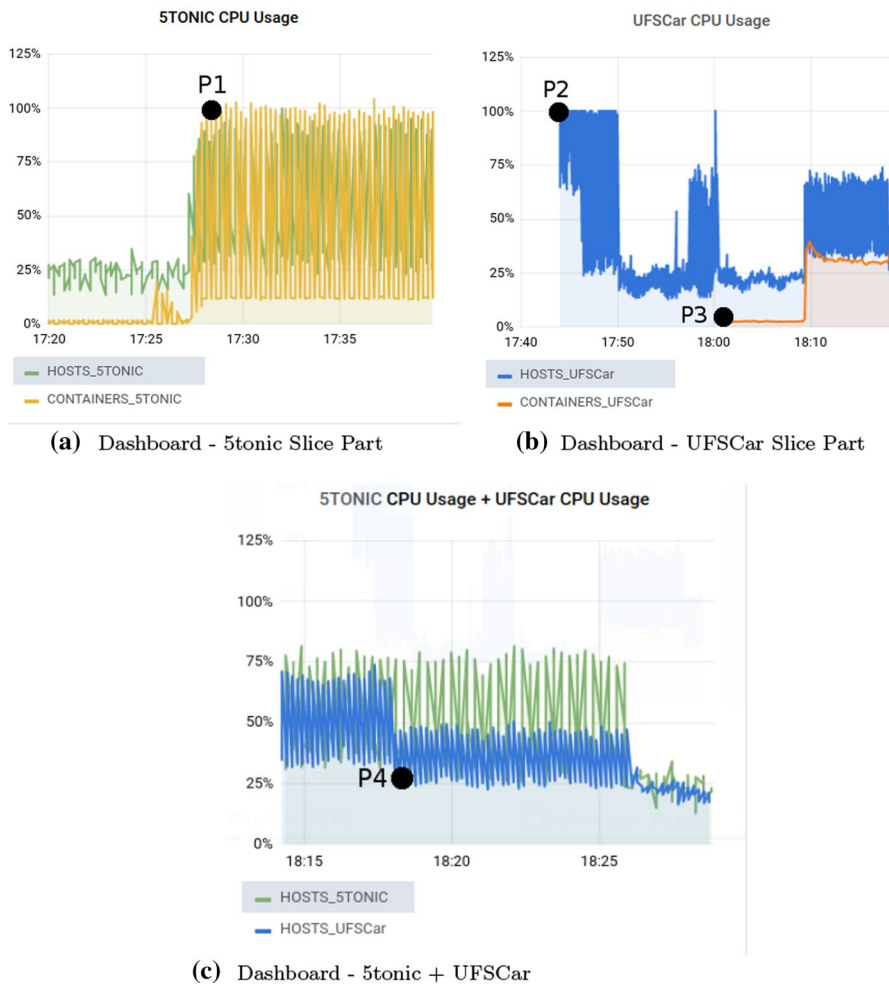 5TONIC CPU Usage
125%
100%
75%
50%
25%
0%
P1
17:20
17:25
17:30
17:35
HOSTS_5TONIC
CONTAINERS_5TONIC
(a) Dashboard - 5tonic Slice Part
UFSCar CPU Usage
125%
100%
75%
50%
25%
0%
P2
P3
17:40
17:50
18:00
18:10
HOSTS_UFSCar
CONTAINERS_UFSCar
(b) Dashboard - UFSCar Slice Part
5TONIC CPU Usage + UFSCar CPU Usage
125%
100%
75%
50%
25%
0%
P4
18:15
18:20
18:25
HOSTS_5TONIC
HOSTS_UFSCar
(c) Dashboard - 5tonic + UFSCar